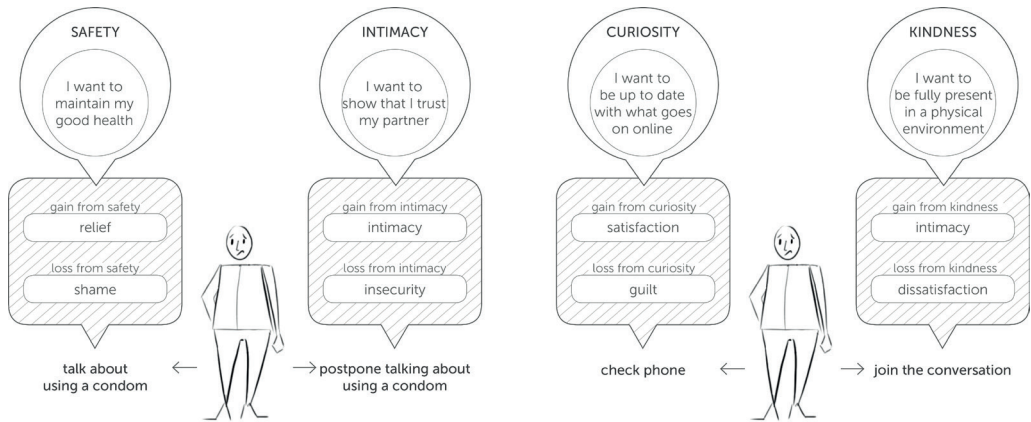 SAFETY
I want to
maintain my
good health
gain from safety
relief
loss from safety
shame
talk about
using a condom
INTIMACY
I want to
show that I trust
my partner
gain from intimacy
intimacy
loss from intimacy
insecurity
postpone talking about
using a condom
CURIOSITY
I want to
be up to date
with what goes
on online
gain from curiosity
satisfaction
loss from curiosity
guilt
check phone
KINDNESS
I want to
be fully present
in a physical
environment
gain from kindness
intimacy
loss from kindness
dissatisfaction
join the conversation